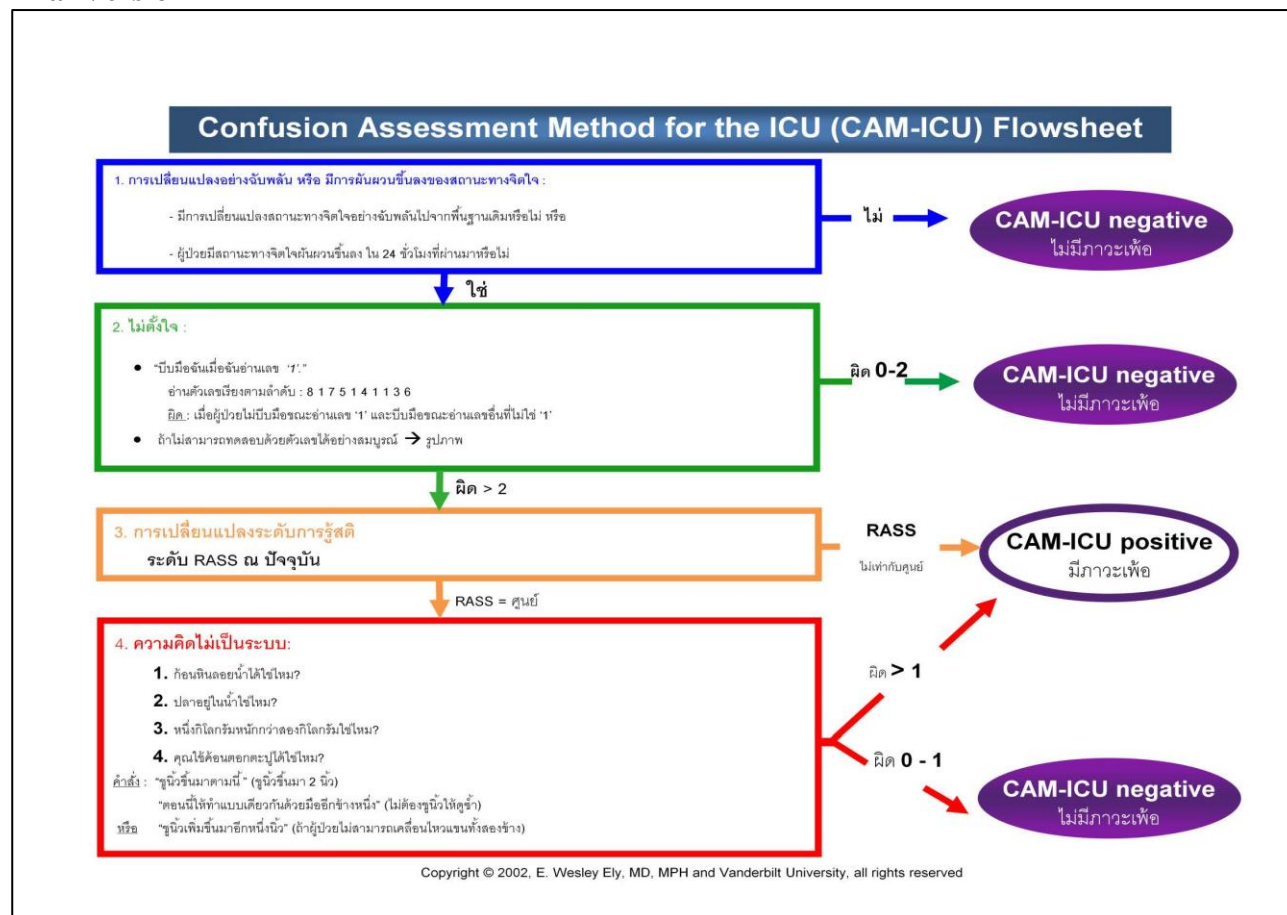 Confusion Assessment Method for the ICU (CAM-ICU) Flowsheet
1. การเปลี่ยนแปลงอย่างฉับพลัน หรือ มีการผันผวนขึ้นลงของสถานะทางจิตใจ :
- มีการเปลี่ยนแปลงสถานะทางจิตใจอย่างฉับพลันไปจากพื้นฐานเดิมหรือไม่ หรือ
- ผู้ป่วยมีสถานะทางจิตใจผันผวนขึ้นลง ใน 24 ชั่วโมงที่ผ่านมาหรือไม่
ไม่
CAM-ICU negative
ไม่มีภาวะเพ้อ
ใช่
2. ไม่ตั้งใจ :
● "บีบมือฉันเมื่อฉันอ่านเลข '1'."
อ่านตัวเลขเรียงตามลำดับ : 8 1 7 5 1 4 1 1 3 6
ผิด : เมื่อผู้ป่วยไม่บีบมือขณะอ่านเลข '1' และบีบมือขณะอ่านเลขอื่นที่ไม่ใช่ '1'
● ถ้าไม่สามารถทดสอบด้วยตัวเลขได้อย่างสมบูรณ์ → รูปภาพ
ผิด 0-2
CAM-ICU negative
ไม่มีภาวะเพ้อ
ผิด > 2
3. การเปลี่ยนแปลงระดับการรู้สติ
ระดับ RASS ณ ปัจจุบัน
RASS
ไม่เท่ากับศูนย์
CAM-ICU positive
มีภาวะเพ้อ
RASS = ศูนย์
4. ความคิดไม่เป็นระบบ:
1. ก้อนหินลอยน้ำได้ใช่ไหม?
2. ปลาอยู่ในน้ำใช่ไหม?
3. หนึ่งกิโลกรัมหนักกว่าสองกิโลกรัมใช่ไหม?
4. คุณใช้ค้อนตอกตะปูได้ใช่ไหม?
คำสั่ง : "ชูนิ้วขึ้นมาตามนี้ " (ชูนิ้วขึ้นมา 2 นิ้ว)
"ตอนนี้ให้ทำแบบเดียวกันด้วยมืออีกข้างหนึ่ง" (ไม่ต้องชูนิ้วให้ดูซ้ำ)
หรือ "ชูนิ้วเพิ่มขึ้นมาอีกหนึ่งนิ้ว" (ถ้าผู้ป่วยไม่สามารถเคลื่อนไหวแขนทั้งสองข้าง)
ผิด > 1
ผิด 0 - 1
CAM-ICU negative
ไม่มีภาวะเพ้อ
Copyright © 2002, E. Wesley Ely, MD, MPH and Vanderbilt University, all rights reserved